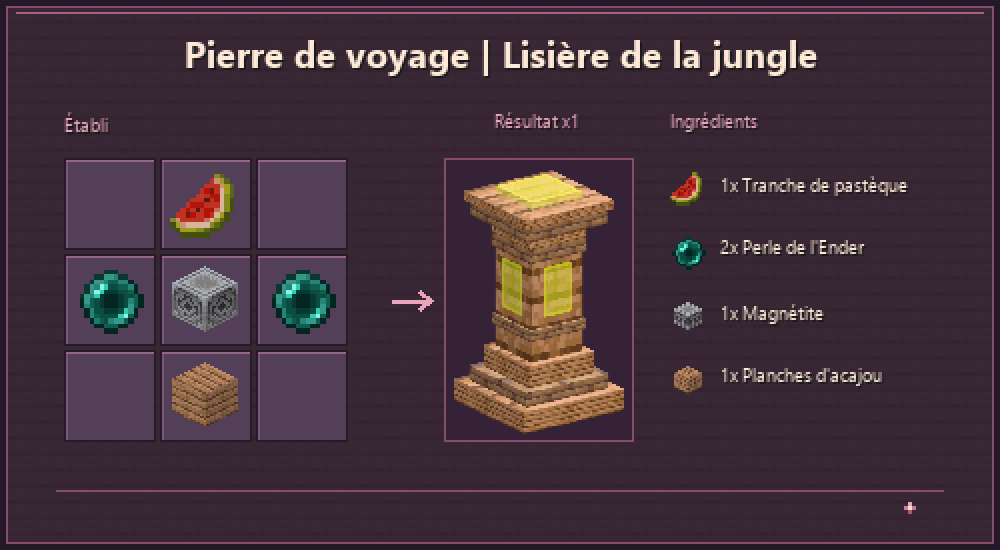 Pierre de voyage | Lisière de la jungle
Établi
Résultat x1
Ingrédients
1x Tranche de pastèque
2x Perle de l'Ender
1x Magnétite
1x Planches d'acajou